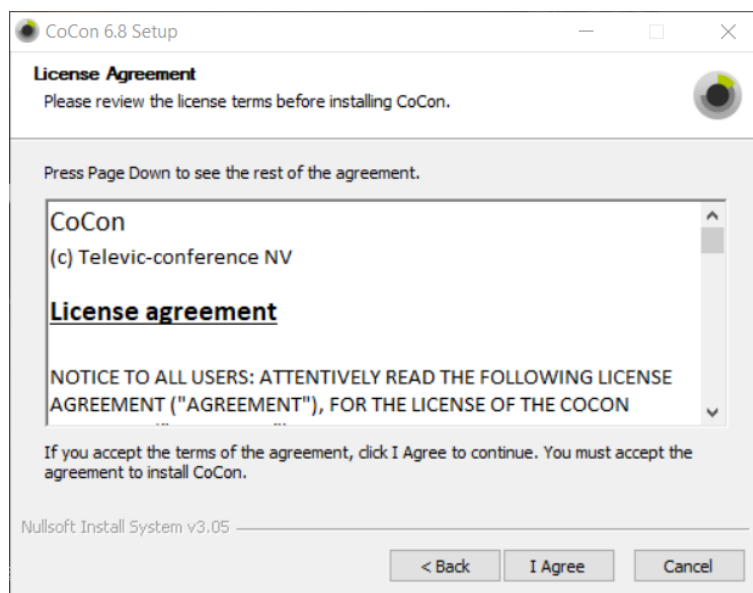 CoCon 6.8 Setup
License Agreement
Please review the license terms before installing CoCon.
Press Page Down to see the rest of the agreement.
CoCon
(c) Televic-conference NV
License agreement
NOTICE TO ALL USERS: ATTENTIVELY READ THE FOLLOWING LICENSE
AGREEMENT ("AGREEMENT"), FOR THE LICENSE OF THE COCON
If you accept the terms of the agreement, click I Agree to continue. You must accept the
agreement to install CoCon.
Nullsoft Install System v3.05
< Back I Agree Cancel